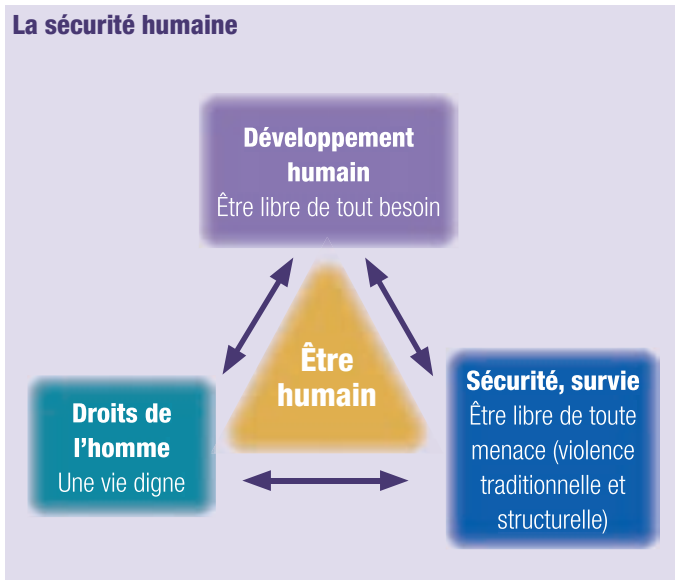 La sécurité humaine
Développement
humain
Être libre de tout besoin
Être
humain
Droits de
l’homme
Une vie digne
Sécurité, survie
Être libre de toute
menace (violence
traditionnelle et
structurelle)